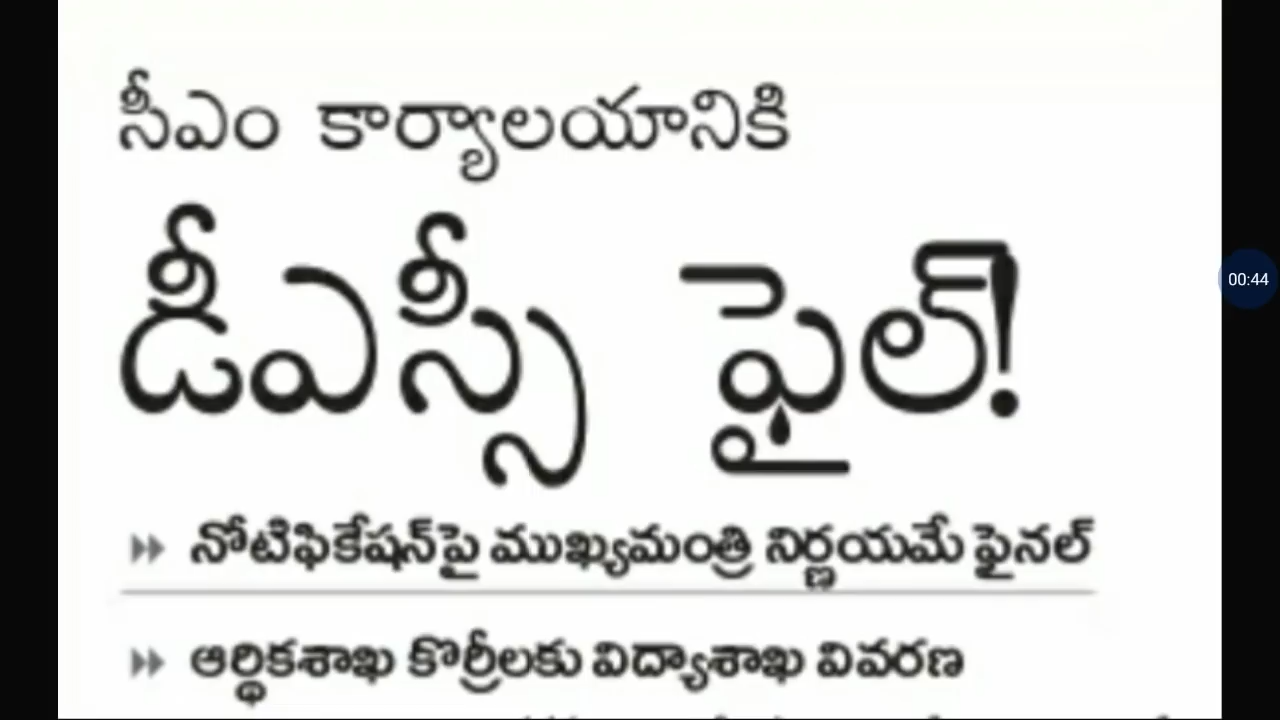 సీఎం కార్యాలయానికి
డీఎస్సీ ఫైల్!
నోటిఫికేషన్‌పై ముఖ్యమంత్రి నిర్ణయమే ఫైనల్
ఆర్థికశాఖ కొర్రీలకు విద్యాశాఖ వివరణ
00:44